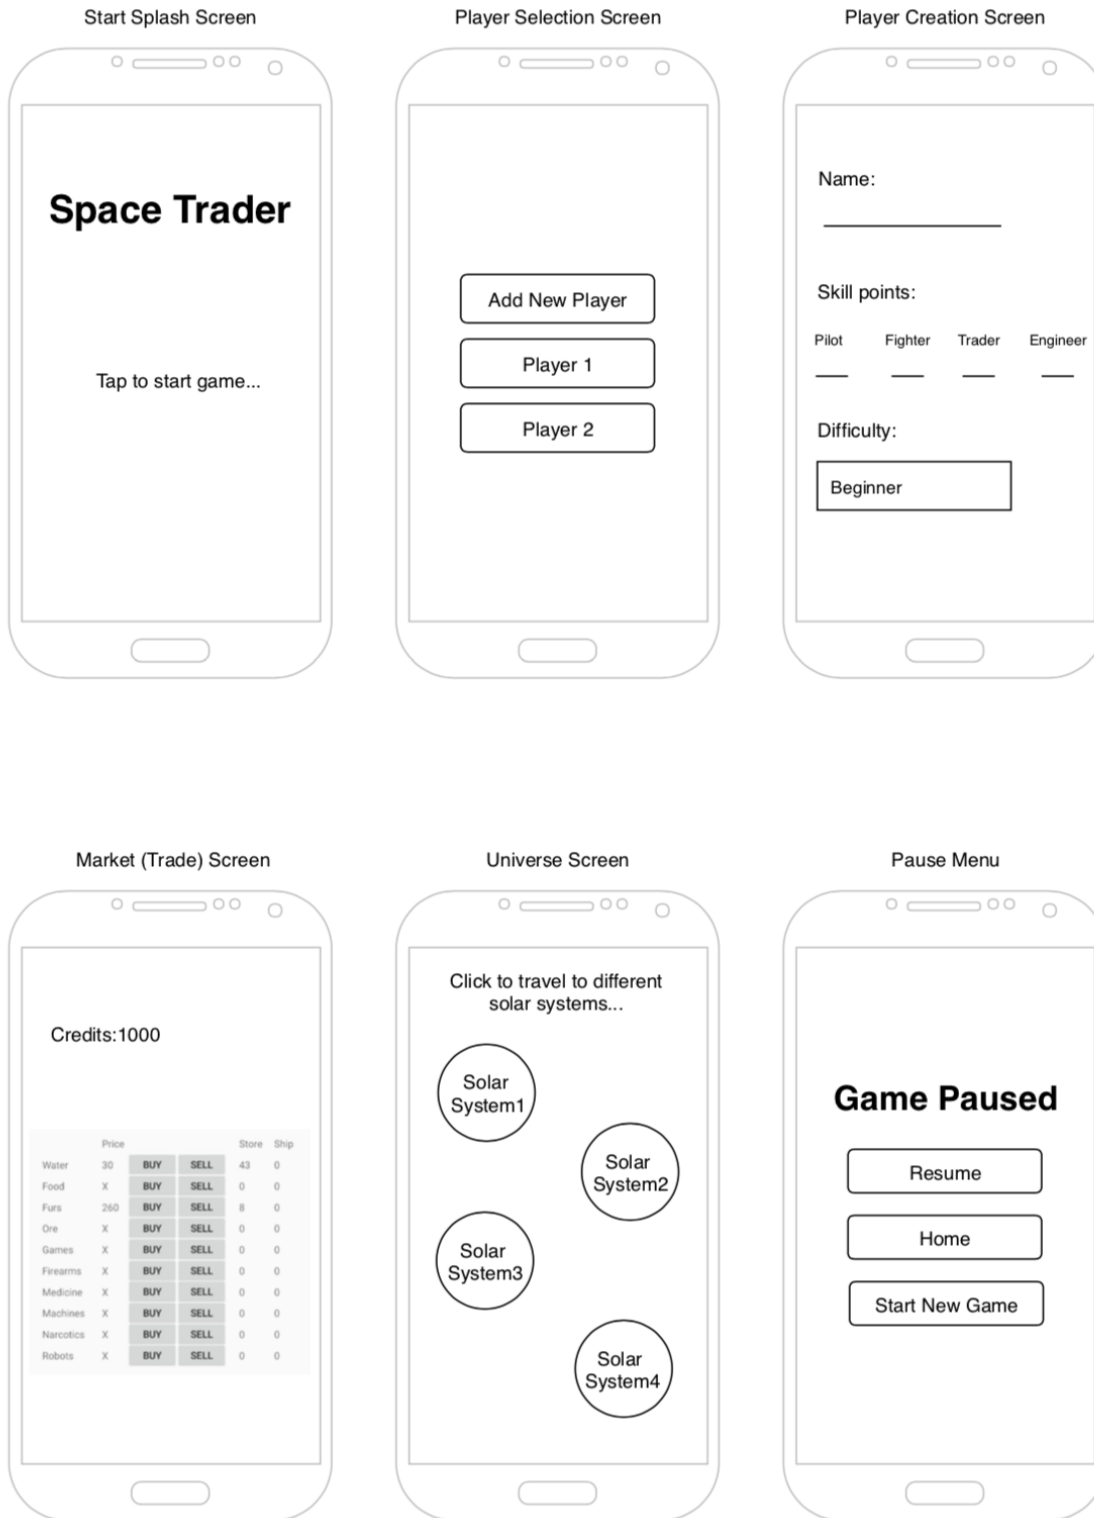 Start Splash Screen
Space Trader
Tap to start game...
Player Selection Screen
Add New Player
Player 1
Player 2
Player Creation Screen
Name:
Skill points:
Pilot Fighter Trader Engineer
Difficulty:
Beginner
Market (Trade) Screen
Credits:1000
Price Store Ship
Water 30 BUY SELL 43 0
Food X BUY SELL 0 0
Furs 260 BUY SELL 8 0
Ore X BUY SELL 0 0
Games X BUY SELL 0 0
Firearms X BUY SELL 0 0
Medicine X BUY SELL 0 0
Machines X BUY SELL 0 0
Narcotics X BUY SELL 0 0
Robots X BUY SELL 0 0
Universe Screen
Click to travel to different
solar systems...
Solar
System1
Solar
System2
Solar
System3
Solar
System4
Pause Menu
Game Paused
Resume
Home
Start New Game